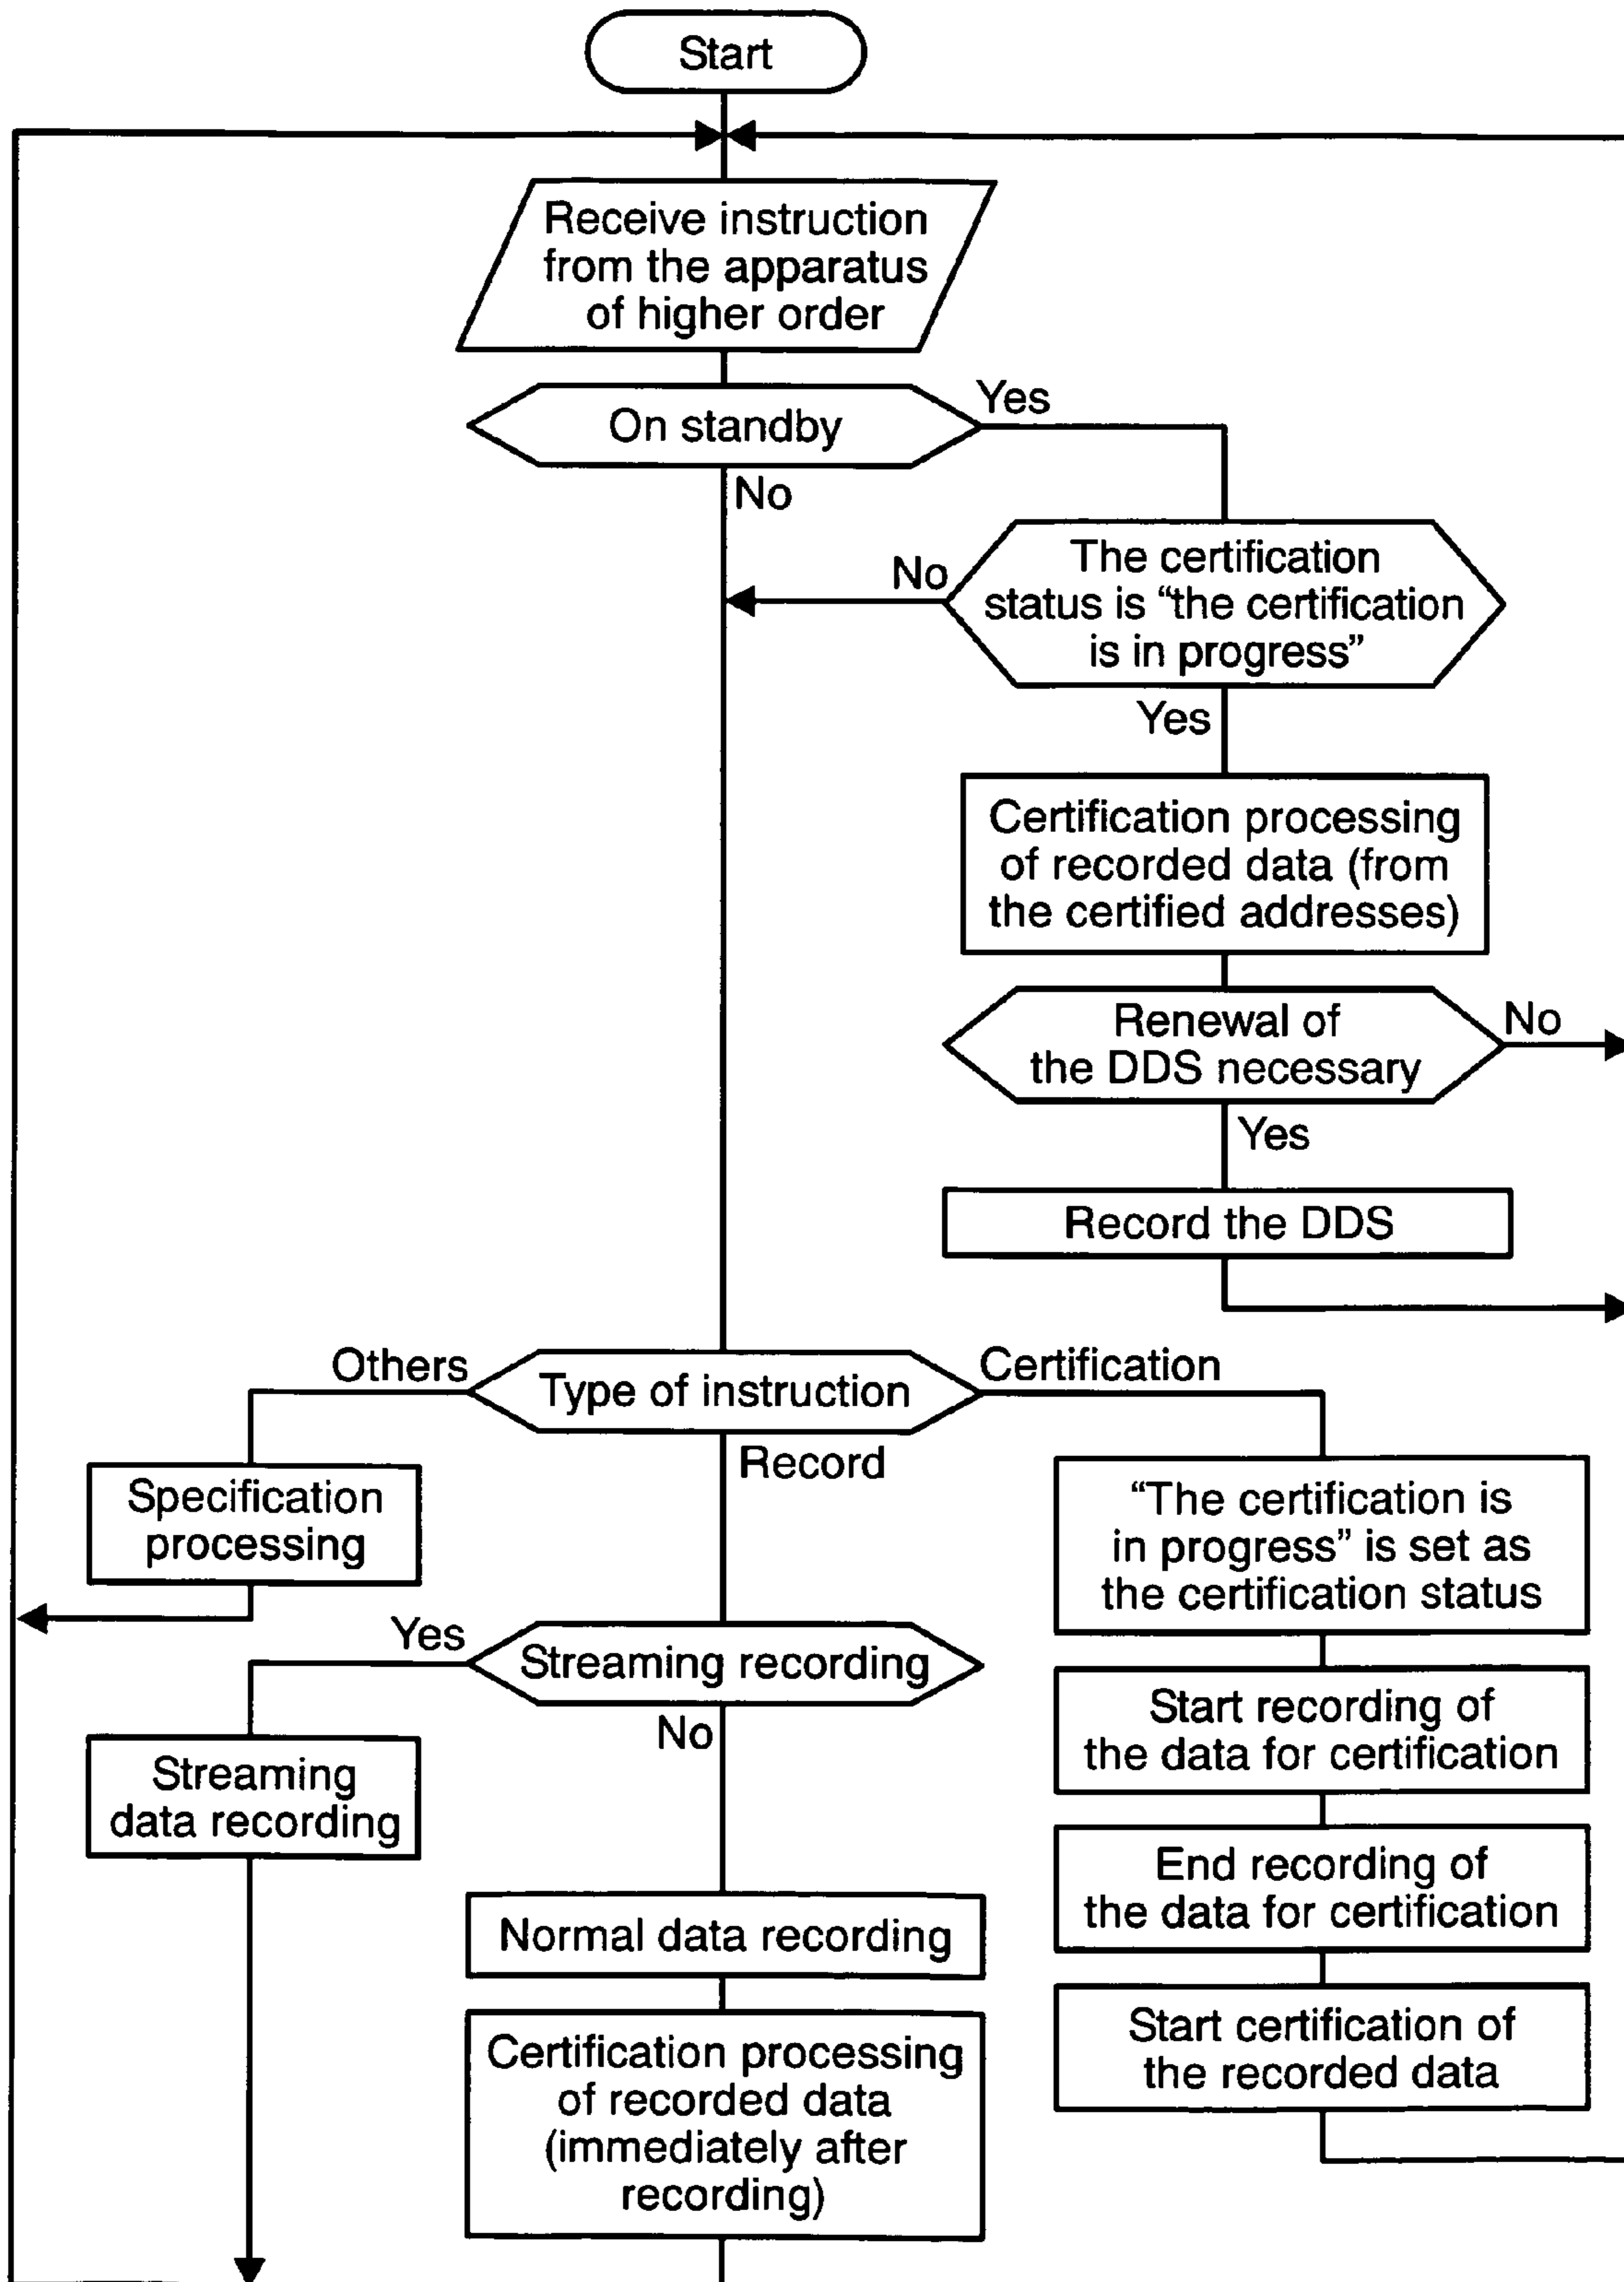 Start
Receive instruction
from the apparatus
of higher order
On standby
Yes
No
The certification
status is “the certification
is in progress”
No
Yes
Certification processing
of recorded data (from
the certified addresses)
Renewal of
the DDS necessary
No
Yes
Record the DDS
Others
Type of instruction
Certification
Record
Specification
processing
“The certification is
in progress” is set as
the certification status
Yes
Streaming recording
No
Start recording of
the data for certification
Streaming
data recording
End recording of
the data for certification
Normal data recording
Start certification of
the recorded data
Certification processing
of recorded data
(immediately after
recording)